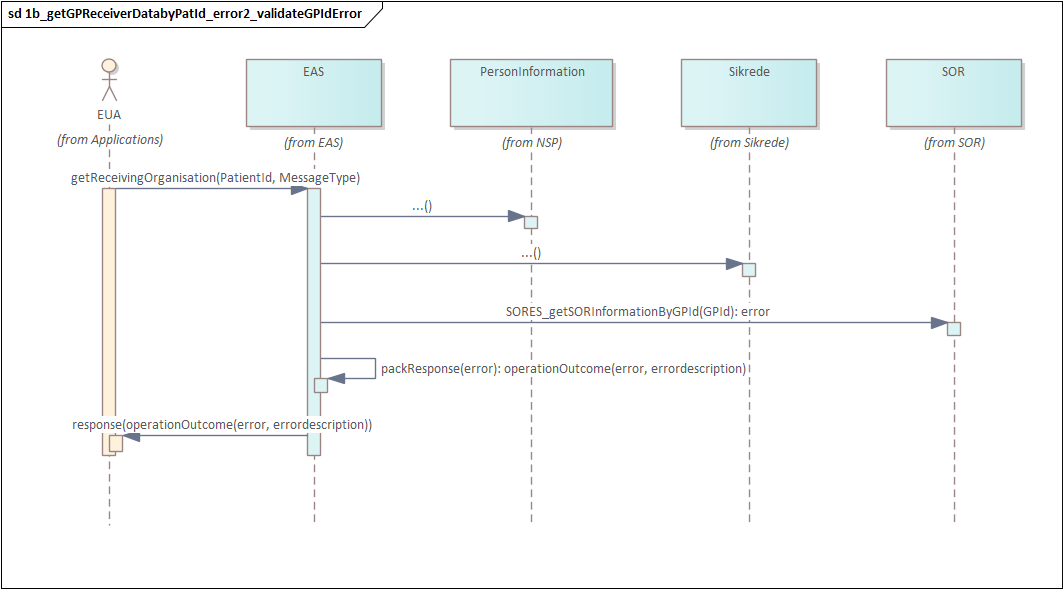 sd 1b_getGPReceiverDatabyPatId_error2_validateGPIdError
EUA
(from Applications)
EAS
(from EAS)
PersonInformation
(from NSP)
Sikrede
(from Sikrede)
SOR
(from SOR)
getReceivingOrganisation(PatientId, MessageType)
...()
...()
SORES_getSORInformationByGPId(GPId): error
packResponse(error): operationOutcome(error, errordescription)
response(operationOutcome(error, errordescription))